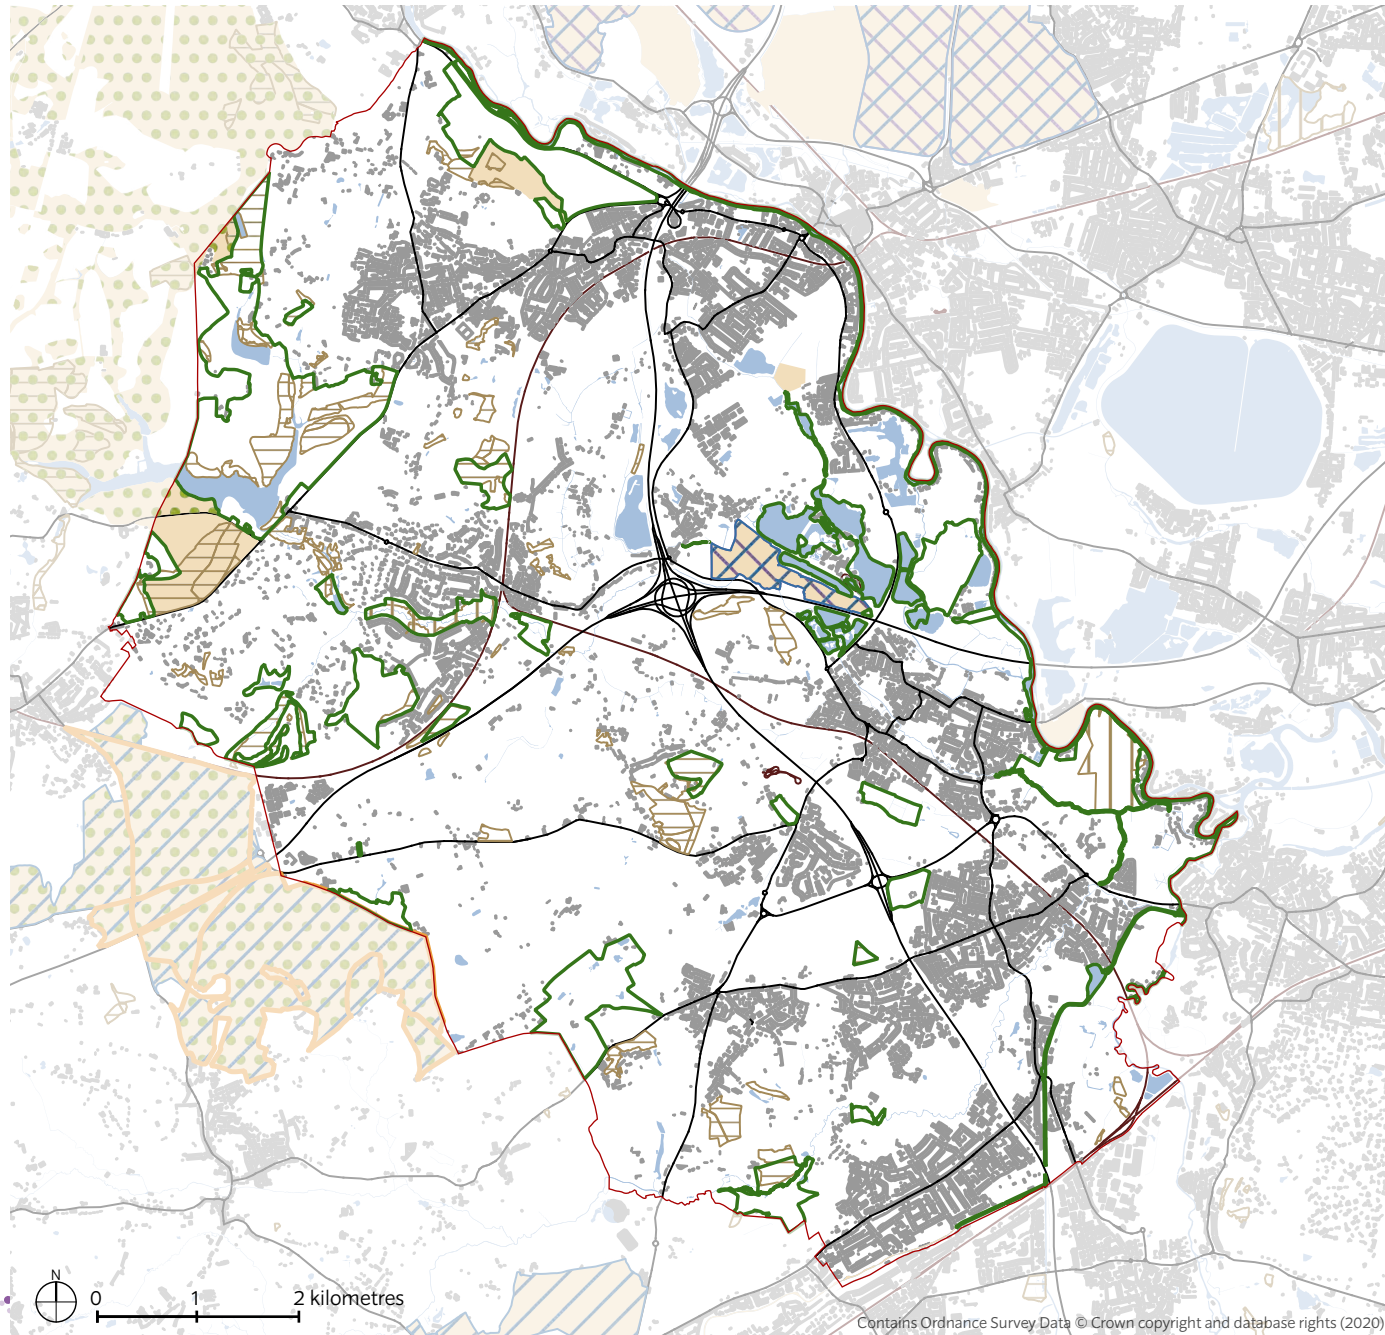 N
0 1 2 kilometres
Contains Ordnance Survey Data © Crown copyright and database rights (2020)